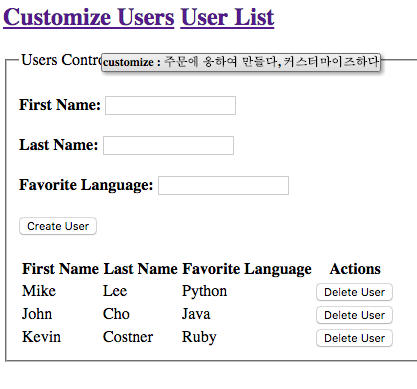 Customize Users User List
Users Contro
customize : 주문에 응하여 만들다,커스터마이즈하다
First Name:
Last Name:
Favorite Language:
Create User
First Name Last Name Favorite Language Actions
Mike Lee Python Delete User
John Cho Java Delete User
Kevin Costner Ruby Delete User